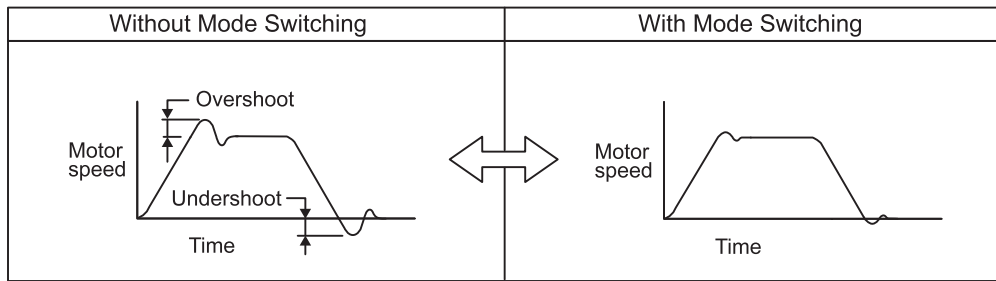 Without Mode Switching
With Mode Switching
Overshoot
Motor
speed
Undershoot
Time
Motor
speed
Time